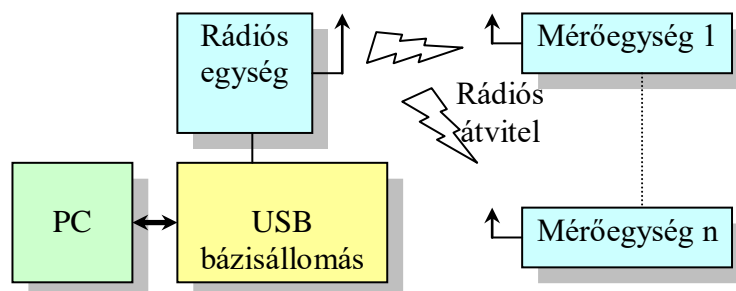 Rádiós
egység
Mérőegység 1
Rádiós
átvitel
PC
USB
bázisállomás
Mérőegység n